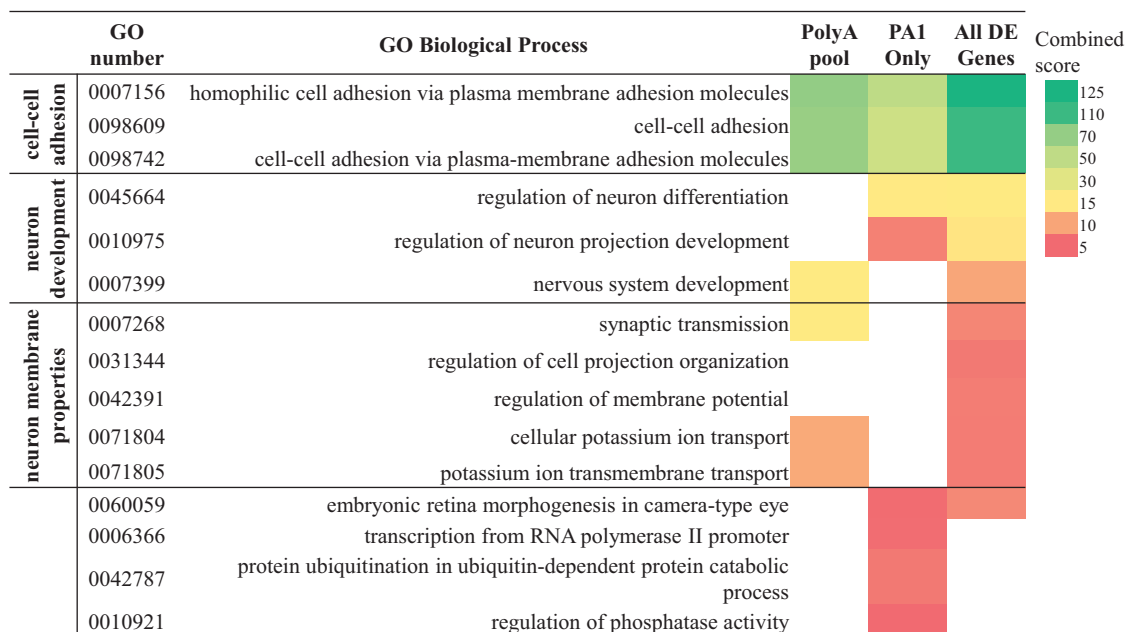 GO number
GO Biological Process
PolyA pool
PA1 Only
All DE Genes
Combined score
cell-cell adhesion
0007156 homophilic cell adhesion via plasma membrane adhesion molecules
0098609 cell-cell adhesion
0098742 cell-cell adhesion via plasma-membrane adhesion molecules
neuron development
0045664 regulation of neuron differentiation
0010975 regulation of neuron projection development
0007399 nervous system development
neuron membrane properties
0007268 synaptic transmission
0031344 regulation of cell projection organization
0042391 regulation of membrane potential
0071804 cellular potassium ion transport
0071805 potassium ion transmembrane transport
0060059 embryonic retina morphogenesis in camera-type eye
0006366 transcription from RNA polymerase II promoter
0042787 protein ubiquitination in ubiquitin-dependent protein catabolic
process
0010921 regulation of phosphatase activity
125
110
70
50
30
15
10
5